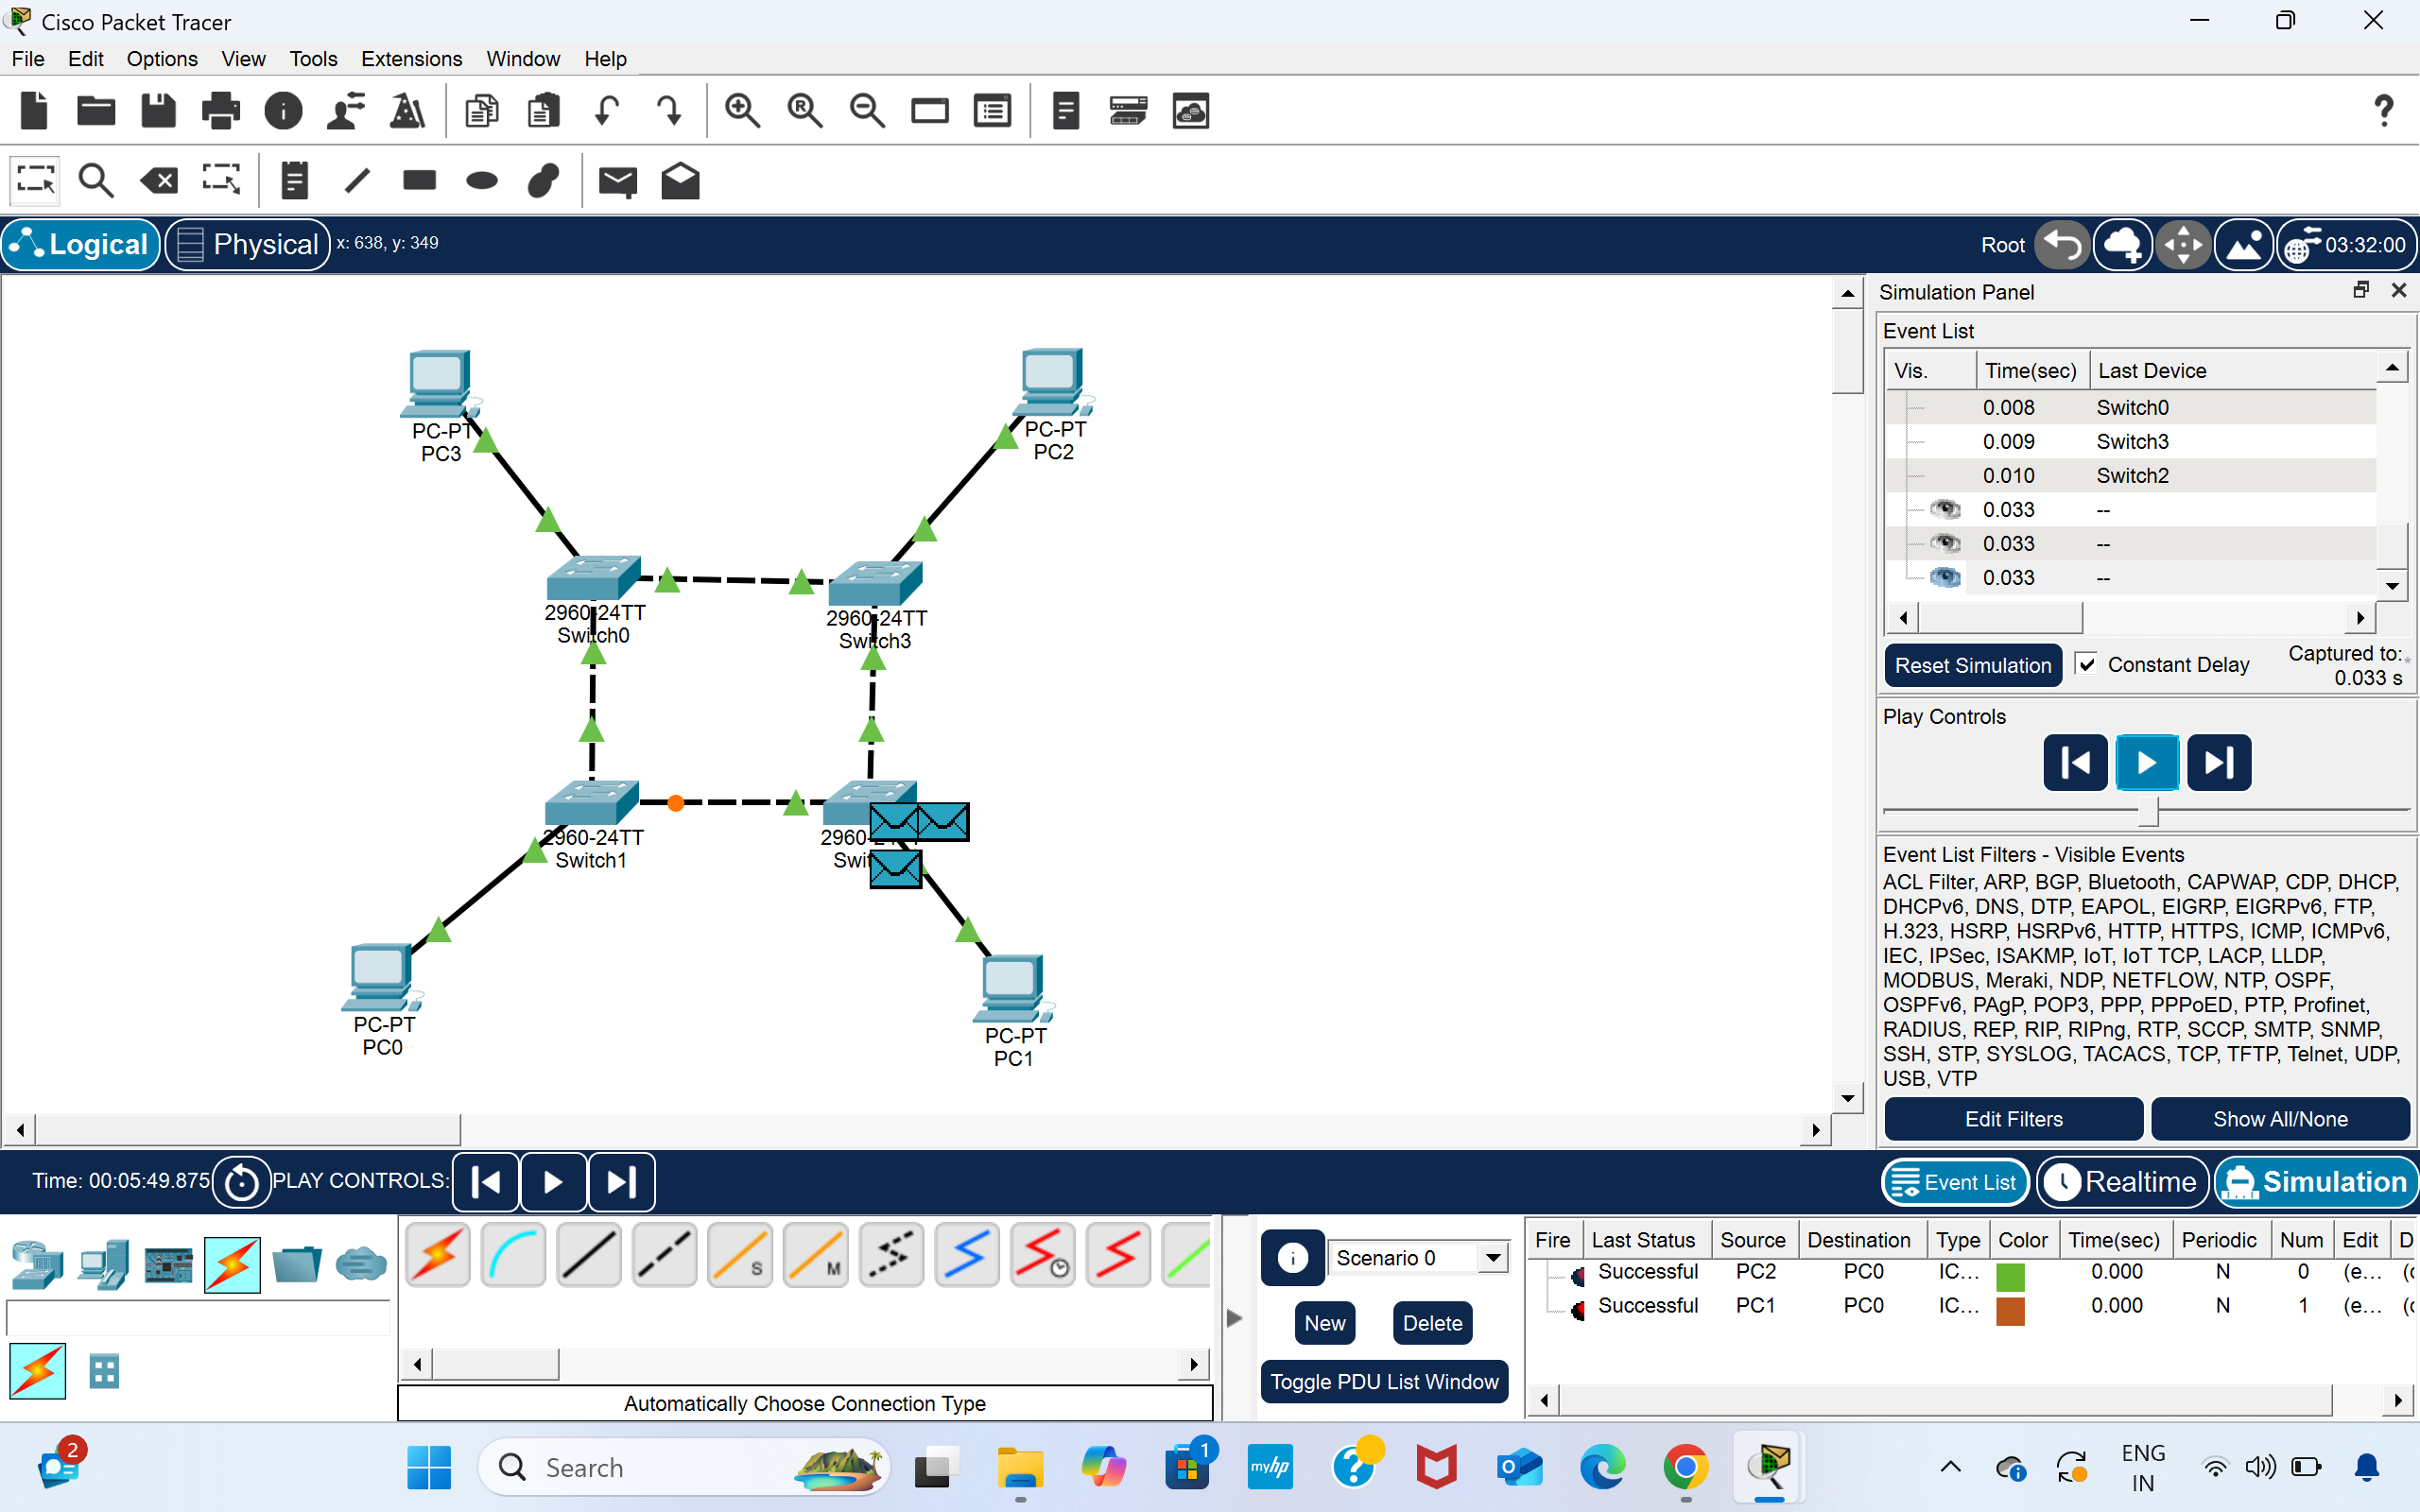 Cisco Packet Tracer
File Edit Options View Tools Extensions Window Help
Logical Physical x: 638, y: 349 Root 03:32:00
Simulation Panel
Event List
Vis. Time(sec) Last Device
0.008 Switch0
0.009 Switch3
0.010 Switch2
0.033 --
0.033 --
0.033 --
Reset Simulation Constant Delay Captured to:*
0.033 s
Play Controls
Event List Filters - Visible Events
ACL Filter, ARP, BGP, Bluetooth, CAPWAP, CDP, DHCP,
DHCPv6, DNS, DTP, EAPOL, EIGRP, EIGRPv6, FTP,
H.323, HSRP, HSRPv6, HTTP, HTTPS, ICMP, ICMPv6,
IEC, IPSec, ISAKMP, IoT, IoT TCP, LACP, LLDP,
MODBUS, Meraki, NDP, NETFLOW, NTP, OSPF,
OSPFv6, PAgP, POP3, PPP, PPPoED, PTP, Profinet,
RADIUS, REP, RIP, RIPng, RTP, SCCP, SMTP, SNMP,
SSH, STP, SYSLOG, TACACS, TCP, TFTP, Telnet, UDP,
USB, VTP
Edit Filters Show All/None
PC-PT
PC3
PC-PT
PC2
2960-24TT
Switch0
2960-24TT
Switch3
2960-24TT
Switch1
PC-PT
PC0
PC-PT
PC1
Time: 00:05:49.875 PLAY CONTROLS: Event List Realtime Simulation
S M
Automatically Choose Connection Type
Scenario 0
New Delete
Toggle PDU List Window
Fire Last Status Source Destination Type Color Time(sec) Periodic Num Edit D
Successful PC2 PC0 IC... 0.000 N 0 (e... (
Successful PC1 PC0 IC... 0.000 N 1 (e... (
2 Search 1 myhp ENG
IN